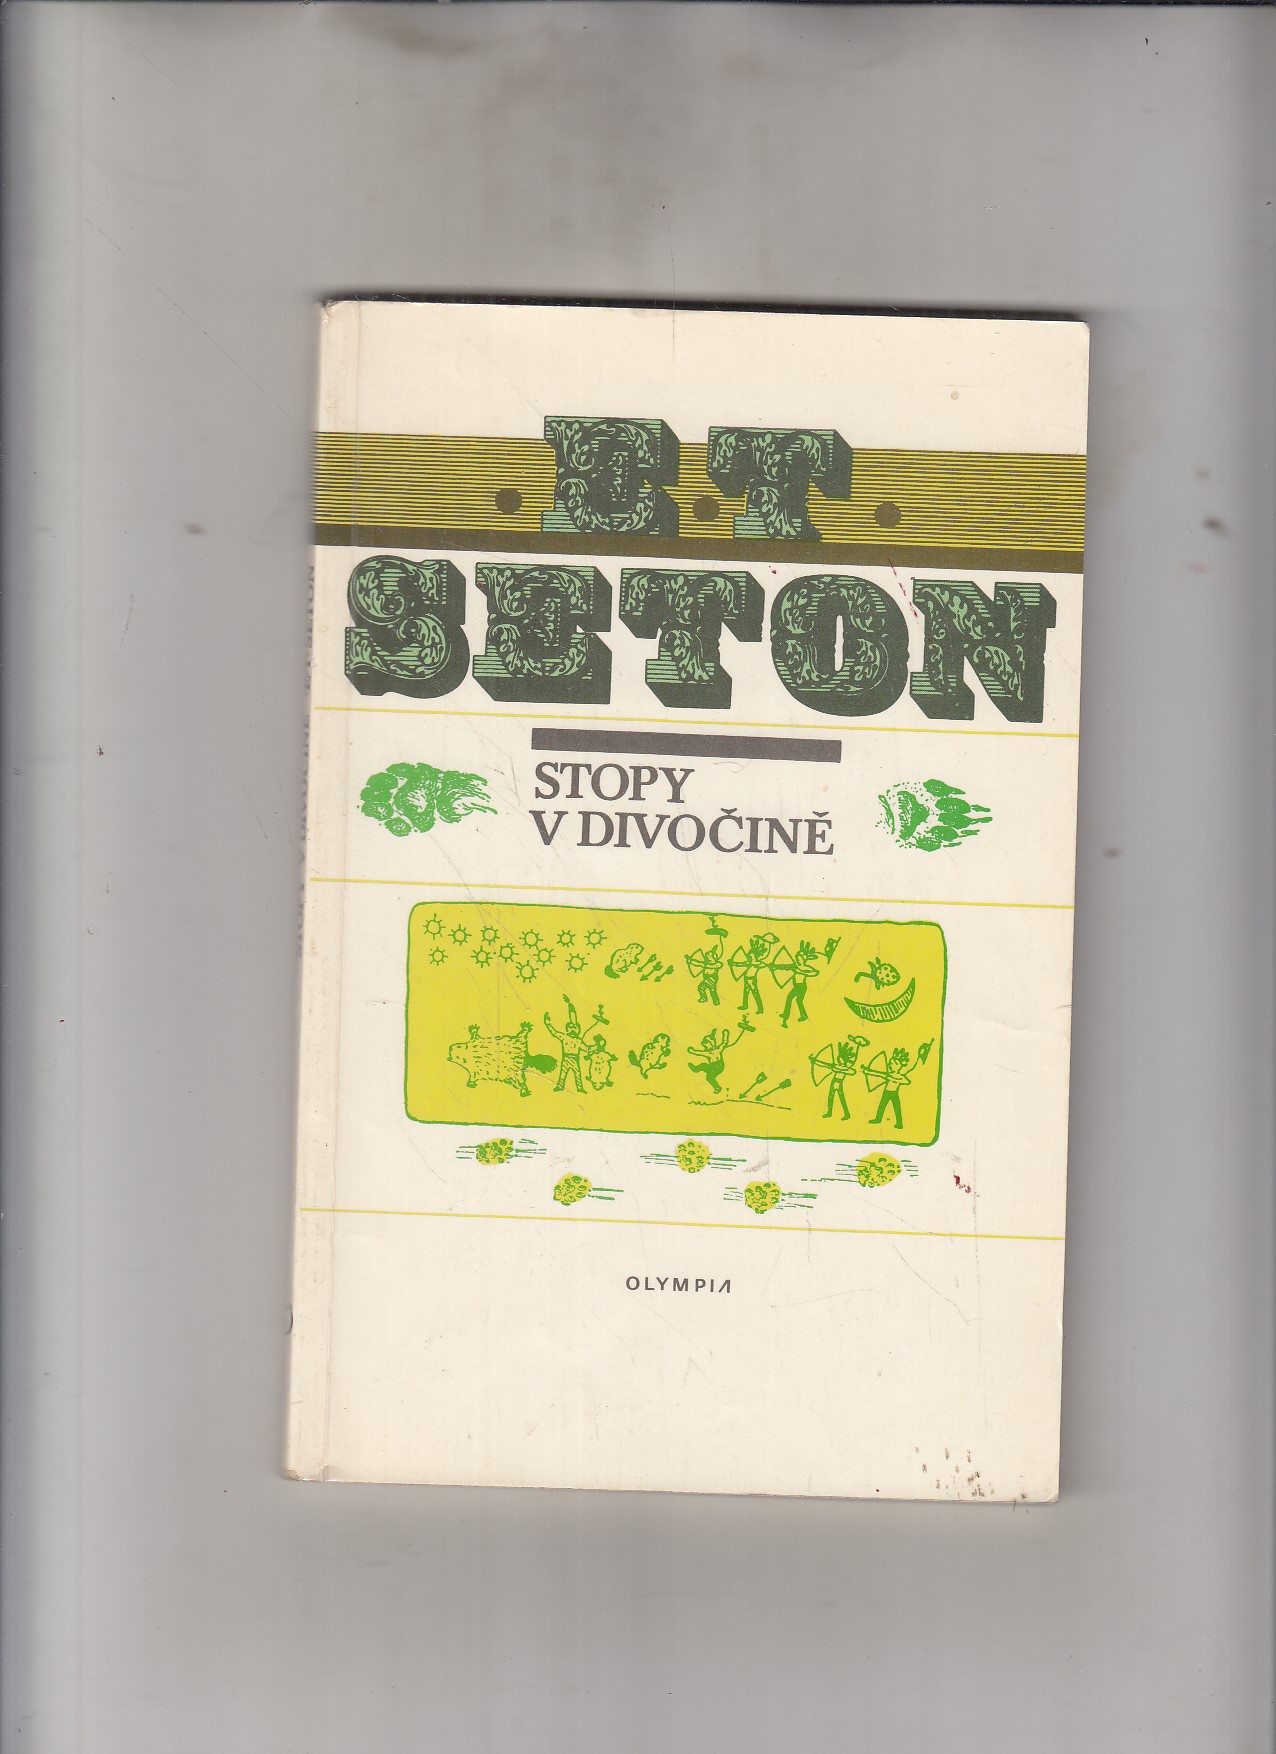 E.T.
SETON
STOPY
V DIVOČINĚ
OLYMPIA